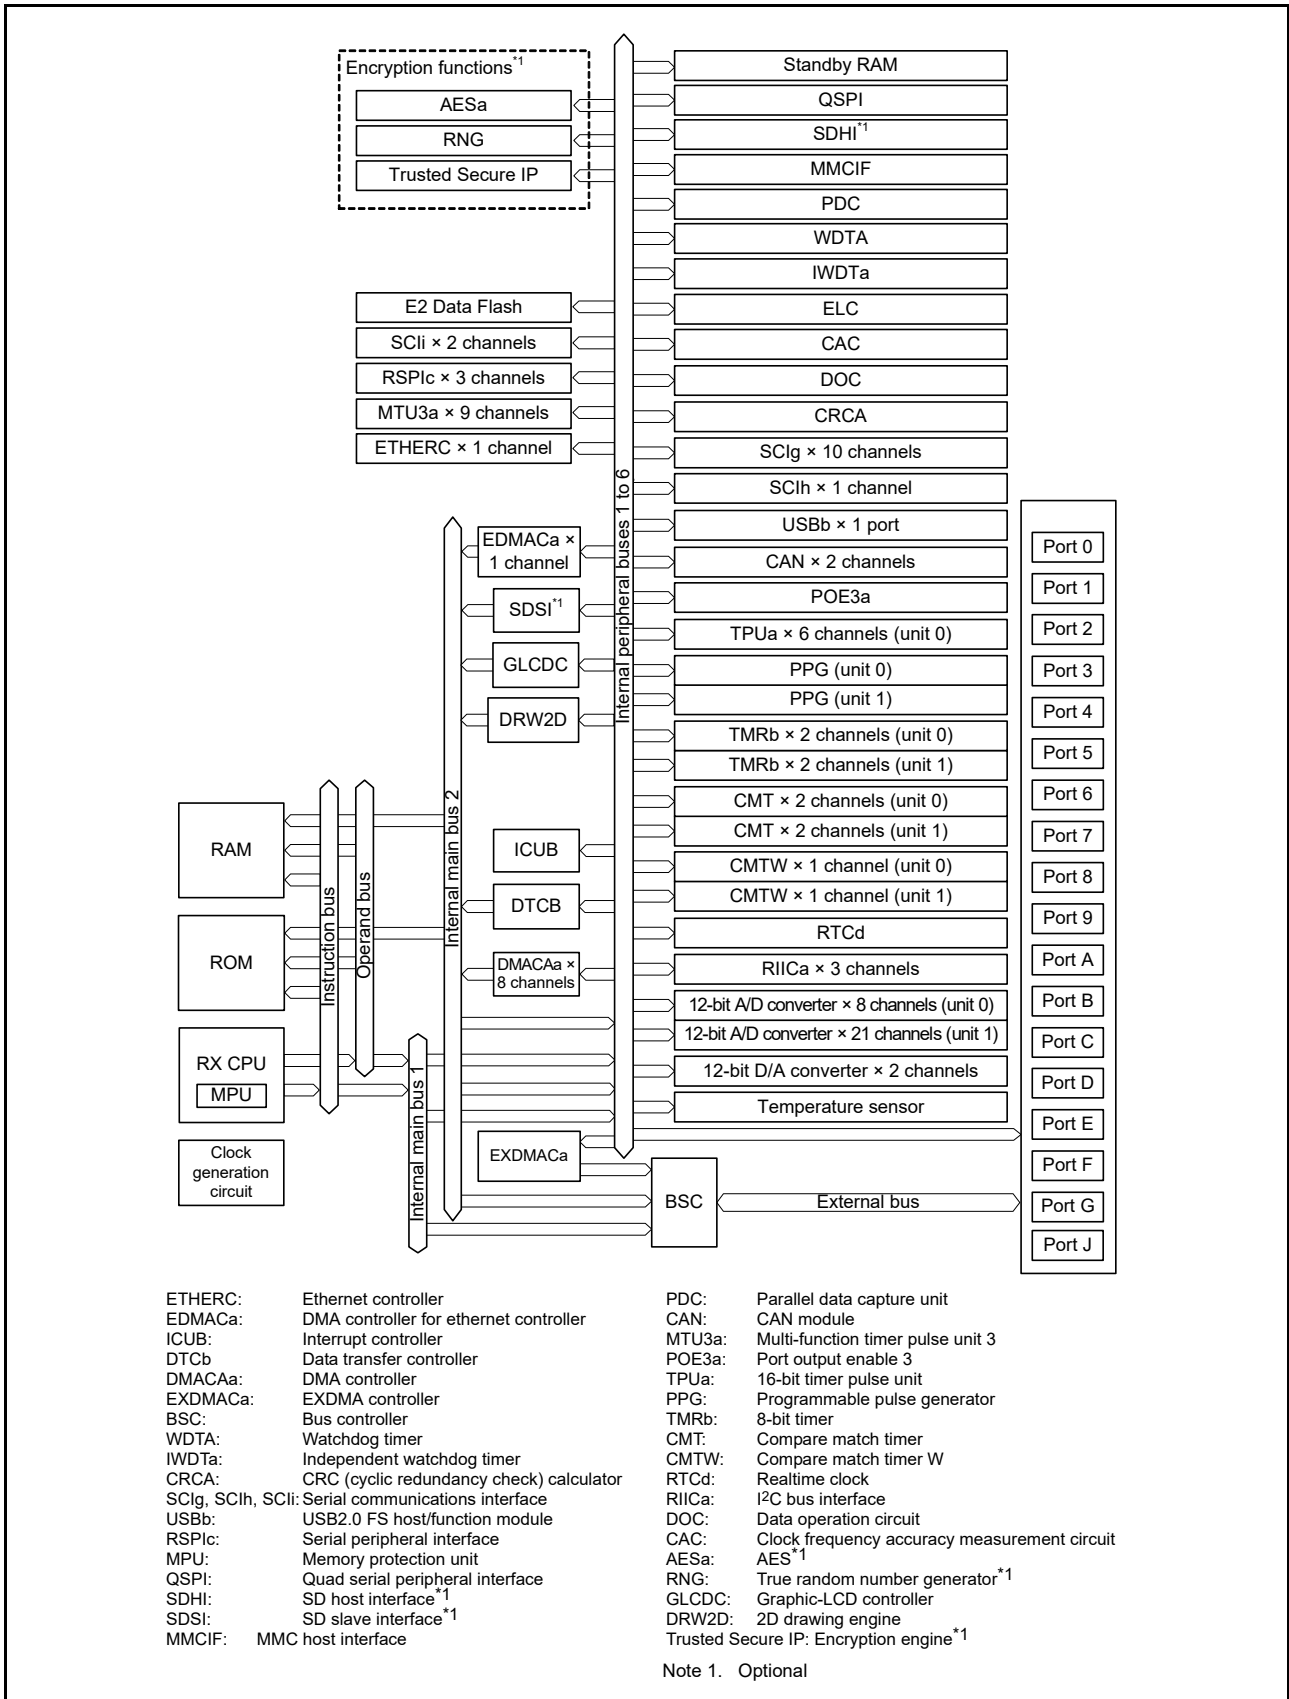 Encryption functions*1
AESa
RNG
Trusted Secure IP
E2 Data Flash
SCIi × 2 channels
RSPIc × 3 channels
MTU3a × 9 channels
ETHERC × 1 channel
EDMACa ×
1 channel
SDSI*1
GLCDC
DRW2D
ICUB
DTCB
DMACAa ×
8 channels
EXDMACa
RAM
ROM
RX CPU
MPU
Clock
generation
circuit
Instruction bus
Operand bus
Internal main bus 1
Internal main bus 2
Internal peripheral buses 1 to 6
Standby RAM
QSPI
SDHI*1
MMCIF
PDC
WDTA
IWDTa
ELC
CAC
DOC
CRCA
SCIg × 10 channels
SCIh × 1 channel
USBb × 1 port
CAN × 2 channels
POE3a
TPUa × 6 channels (unit 0)
PPG (unit 0)
PPG (unit 1)
TMRb × 2 channels (unit 0)
TMRb × 2 channels (unit 1)
CMT × 2 channels (unit 0)
CMT × 2 channels (unit 1)
CMTW × 1 channel (unit 0)
CMTW × 1 channel (unit 1)
RTCd
RIICa × 3 channels
12-bit A/D converter × 8 channels (unit 0)
12-bit A/D converter × 21 channels (unit 1)
12-bit D/A converter × 2 channels
Temperature sensor
BSC
External bus
Port 0
Port 1
Port 2
Port 3
Port 4
Port 5
Port 6
Port 7
Port 8
Port 9
Port A
Port B
Port C
Port D
Port E
Port F
Port G
Port J
ETHERC: Ethernet controller
EDMACa: DMA controller for ethernet controller
ICUB: Interrupt controller
DTCb Data transfer controller
DMACAa: DMA controller
EXDMACa: EXDMA controller
BSC: Bus controller
WDTA: Watchdog timer
IWDTa: Independent watchdog timer
CRCA: CRC (cyclic redundancy check) calculator
SCIg, SCIh, SCIi: Serial communications interface
USBb: USB2.0 FS host/function module
RSPIc: Serial peripheral interface
MPU: Memory protection unit
QSPI: Quad serial peripheral interface
SDHI: SD host interface*1
SDSI: SD slave interface*1
MMCIF: MMC host interface
PDC: Parallel data capture unit
CAN: CAN module
MTU3a: Multi-function timer pulse unit 3
POE3a: Port output enable 3
TPUa: 16-bit timer pulse unit
PPG: Programmable pulse generator
TMRb: 8-bit timer
CMT: Compare match timer
CMTW: Compare match timer W
RTCd: Realtime clock
RIICa: I2C bus interface
DOC: Data operation circuit
CAC: Clock frequency accuracy measurement circuit
AESa: AES*1
RNG: True random number generator*1
GLCDC: Graphic-LCD controller
DRW2D: 2D drawing engine
Trusted Secure IP: Encryption engine*1
Note 1. Optional